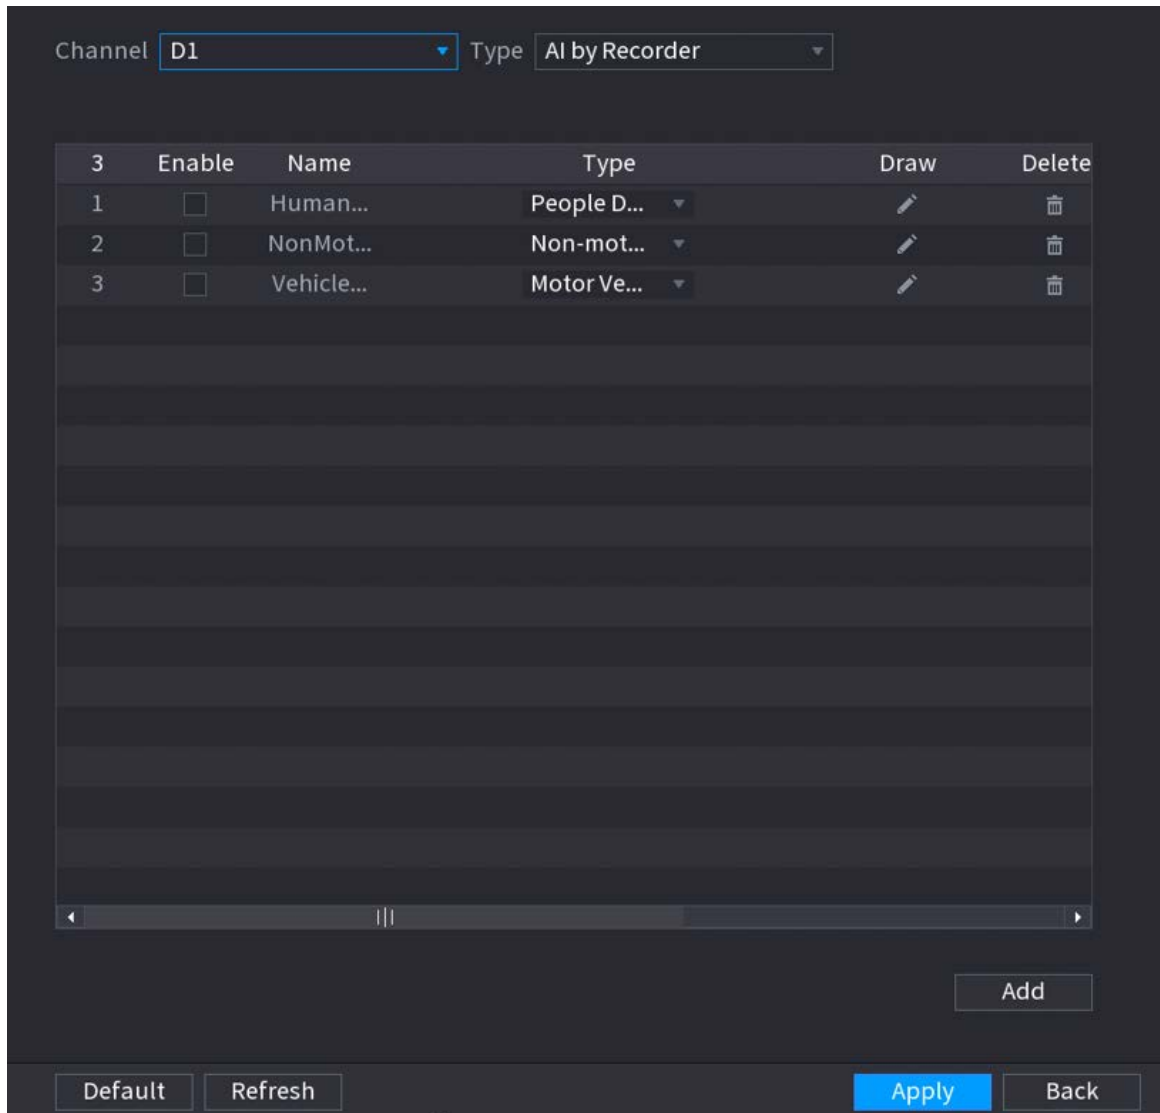 Channel D1 Type AI by Recorder
3 Enable Name Type Draw Delete
1 Human... People D...
2 NonMot... Non-mot...
3 Vehicle... Motor Ve...
Add
Default Refresh Apply Back